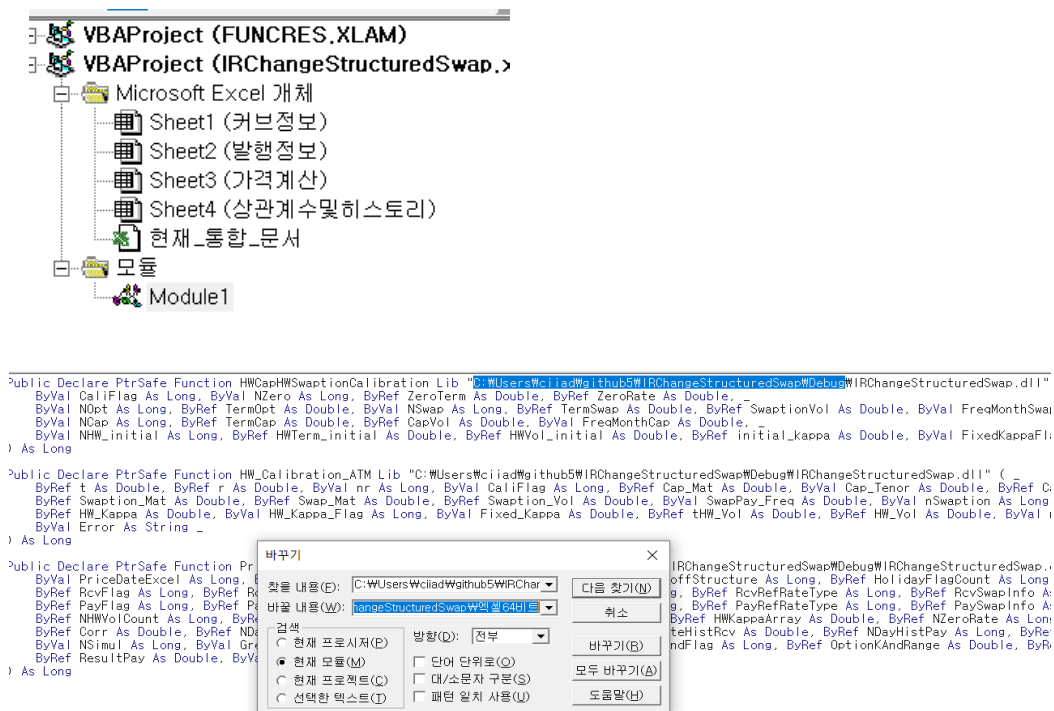 VBAProject (FUNCRES.XLAM)
VBAProject (IRChangeStructuredSwap.x
Microsoft Excel 개체
Sheet1 (커브정보)
Sheet2 (발행정보)
Sheet3 (가격계산)
Sheet4 (상관계수및히스토리)
현재_통합_문서
모듈
Module1
Public Declare PtrSafe Function HWCapHWSwaptionCalibration Lib "C:₩Users₩ciiad₩github5₩IRChangeStructuredSwap₩Debug₩IRChangeStructuredSwap.dll"
ByVal CaliFlag As Long, ByVal NZero As Long, ByRef ZeroTerm As Double, ByRef ZeroRate As Double, _
ByVal NOpt As Long, ByRef TermOpt As Double, ByVal NSwap As Long, ByRef TermSwap As Double, ByRef SwaptionVol As Double, ByVal FreqMonthSwap
ByVal NCap As Long, ByRef TermCap As Double, ByRef CapVol As Double, ByVal FreqMonthCap As Double, _
ByVal NHW_initial As Long, ByRef HWTerm_initial As Double, ByRef HWVol_initial As Double, ByRef initial_kappa As Double, ByVal FixedKappaFla
) As Long
Public Declare PtrSafe Function HW_Calibration_ATM Lib "C:₩Users₩ciiad₩github5₩IRChangeStructuredSwap₩Debug₩IRChangeStructuredSwap.dll" ( _
ByRef t As Double, ByRef r As Double, ByVal nr As Long, ByVal CaliFlag As Long, ByRef Cap_Mat As Double, ByVal Cap_Tenor As Double, ByRef Ca
ByRef Swaption_Mat As Double, ByRef Swap_Mat As Double, ByRef Swaption_Vol As Double, ByVal SwapPay_Freq As Double, ByVal nSwaption As Long
ByRef HW_Kappa As Double, ByVal HW_Kappa_Flag As Long, ByVal Fixed_Kappa As Double, ByRef tHW_Vol As Double, ByRef HW_Vol As Double, ByVal
ByVal Error As String _
) As Long
Public Declare PtrSafe Function Pr IRChangeStructuredSwap₩Debug₩IRChangeStructuredSwap.
ByVal PriceDateExcel As Long, offStructure As Long, ByRef HolidayFlagCount As Long
ByRef RcvFlag As Long, ByRef ByRef RcvRefRateType As Long, ByRef RcvSwapInfo As
ByRef PayFlag As Long, ByRef ByRef PayRefRateType As Long, ByRef PaySwapInfo As
ByRef NHWVolCount As Long, ByRef ByRef HWKappaArray As Double, ByRef NZeroRate As Long
ByRef Corr As Double, ByRef teHistRcv As Double, ByRef NDayHistPay As Long, ByRe
ByVal NSimul As Long, ByVal ndFlag As Long, ByRef OptionKAndRange As Double, ByRe
ByRef ResultPay As Double,
) As Long
바꾸기
찾을 내용(F): C:₩Users₩ciiad₩github5₩IRChar
다음 찾기(N)
바꿀 내용(W): hangeStructuredSwap₩엑셀64비트
취소
검색
현재 프로시저(P)
현재 모듈(M)
현재 프로젝트(C)
선택한 텍스트(T)
방향(D): 전부
단어 단위로(O)
대/소문자 구분(S)
패턴 일치 사용(U)
바꾸기(R)
모두 바꾸기(A)
도움말(H)